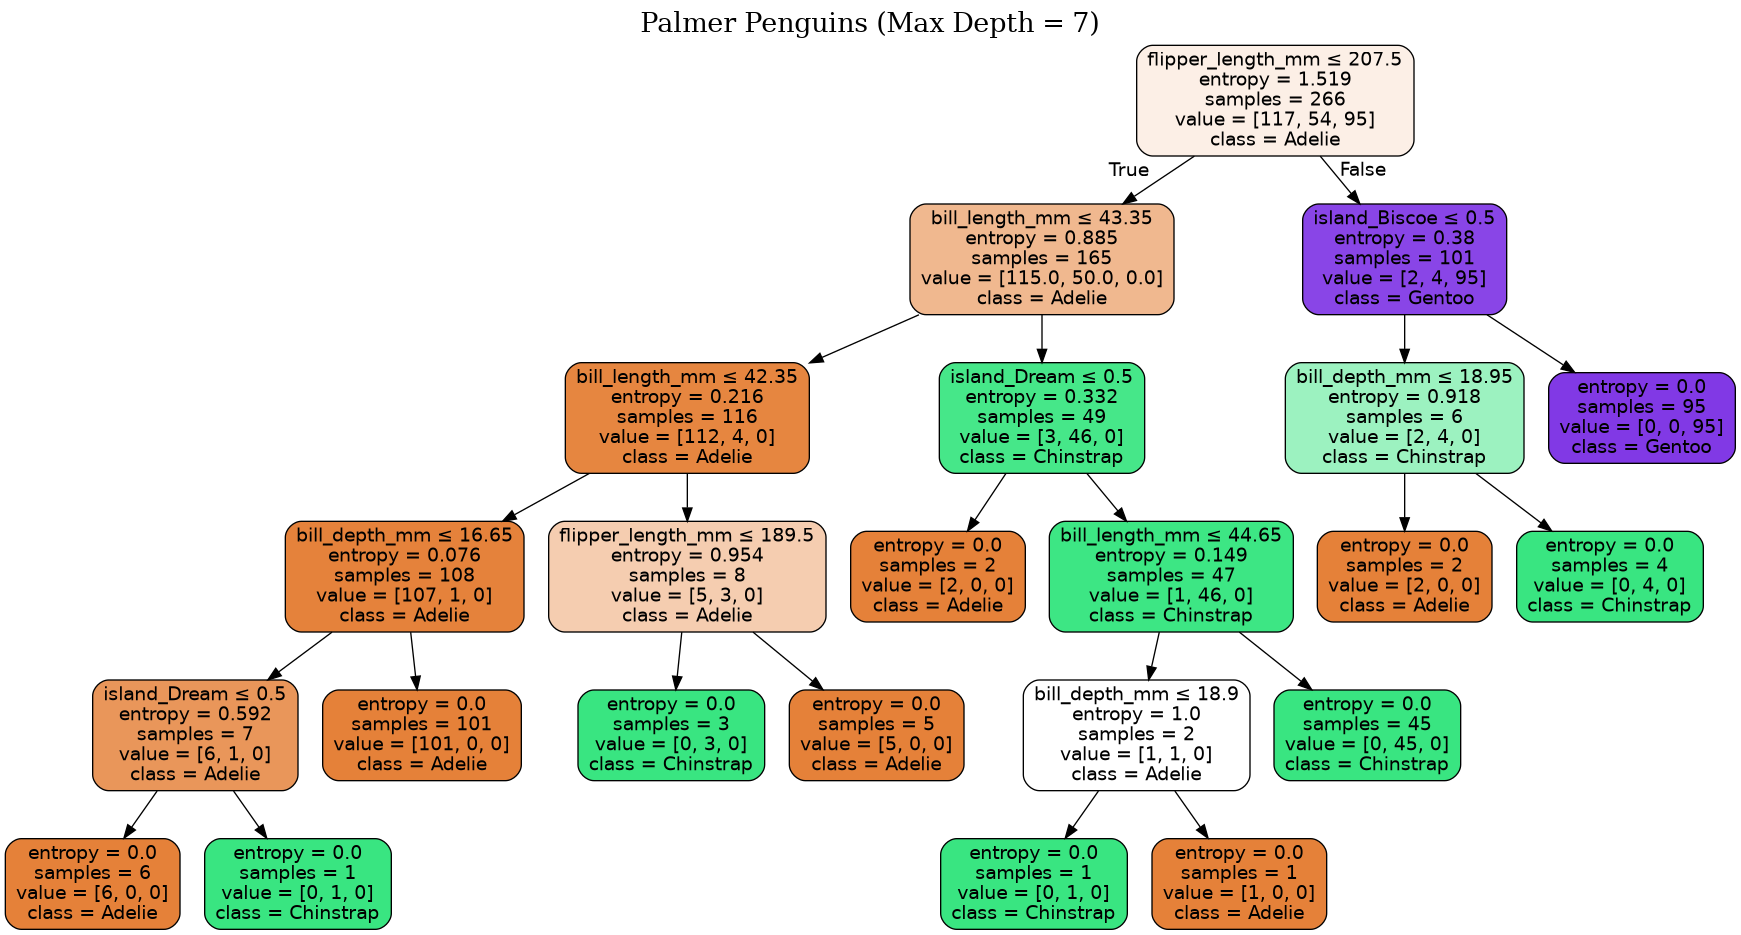 Palmer Penguins (Max Depth = 7)
flipper_length_mm ≤ 207.5
entropy = 1.519
samples = 266
value = [117, 54, 95]
class = Adelie
True
False
bill_length_mm ≤ 43.35
entropy = 0.885
samples = 165
value = [115.0, 50.0, 0.0]
class = Adelie
island_Biscoe ≤ 0.5
entropy = 0.38
samples = 101
value = [2, 4, 95]
class = Gentoo
bill_length_mm ≤ 42.35
entropy = 0.216
samples = 116
value = [112, 4, 0]
class = Adelie
island_Dream ≤ 0.5
entropy = 0.332
samples = 49
value = [3, 46, 0]
class = Chinstrap
bill_depth_mm ≤ 18.95
entropy = 0.918
samples = 6
value = [2, 4, 0]
class = Chinstrap
entropy = 0.0
samples = 95
value = [0, 0, 95]
class = Gentoo
bill_depth_mm ≤ 16.65
entropy = 0.076
samples = 108
value = [107, 1, 0]
class = Adelie
flipper_length_mm ≤ 189.5
entropy = 0.954
samples = 8
value = [5, 3, 0]
class = Adelie
entropy = 0.0
samples = 2
value = [2, 0, 0]
class = Adelie
bill_length_mm ≤ 44.65
entropy = 0.149
samples = 47
value = [1, 46, 0]
class = Chinstrap
entropy = 0.0
samples = 2
value = [2, 0, 0]
class = Adelie
entropy = 0.0
samples = 4
value = [0, 4, 0]
class = Chinstrap
island_Dream ≤ 0.5
entropy = 0.592
samples = 7
value = [6, 1, 0]
class = Adelie
entropy = 0.0
samples = 101
value = [101, 0, 0]
class = Adelie
entropy = 0.0
samples = 3
value = [0, 3, 0]
class = Chinstrap
entropy = 0.0
samples = 5
value = [5, 0, 0]
class = Adelie
bill_depth_mm ≤ 18.9
entropy = 1.0
samples = 2
value = [1, 1, 0]
class = Adelie
entropy = 0.0
samples = 45
value = [0, 45, 0]
class = Chinstrap
entropy = 0.0
samples = 6
value = [6, 0, 0]
class = Adelie
entropy = 0.0
samples = 1
value = [0, 1, 0]
class = Chinstrap
entropy = 0.0
samples = 1
value = [0, 1, 0]
class = Chinstrap
entropy = 0.0
samples = 1
value = [1, 0, 0]
class = Adelie